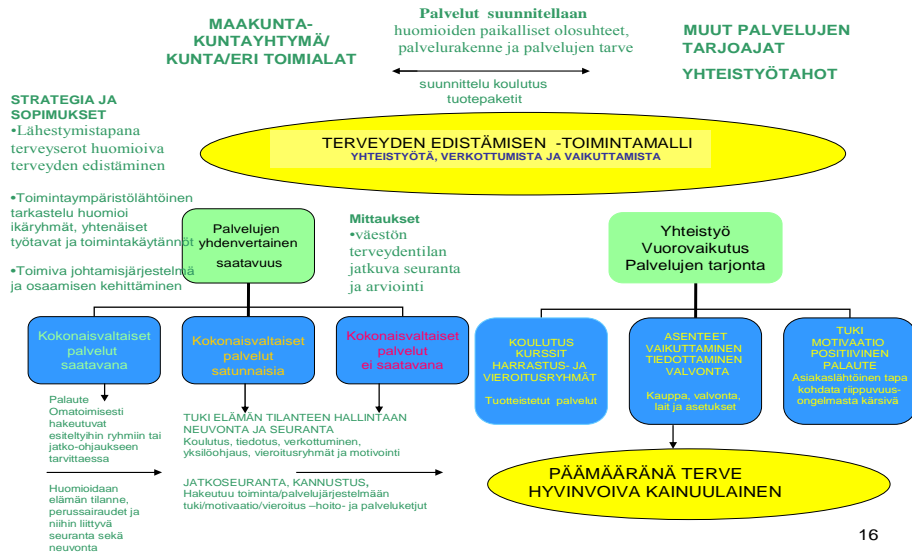 MAAKUNTA-
KUNTAYHTYMÄ/
KUNTA/ERI TOIMIALAT
Palvelut suunnitellaan
huomioiden paikalliset olosuhteet,
palvelurakenne ja palvelujen tarve
suunnittelu koulutus
tuotepaketit
MUUT PALVELUJEN
TARJOAJAT
YHTEISTYÖTAHOT
STRATEGIA JA
SOPIMUKSET
•Lähestymistapana
terveyserot huomioiva
terveyden edistäminen
•Toimintaympäristölähtöinen
tarkastelu huomioi
ikäryhmät, yhtenäiset
työtavat ja toimintakäytännöt
•Toimiva johtamisjärjestelmä
ja osaamisen kehittäminen
TERVEYDEN EDISTÄMISEN -TOIMINTAMALLI
YHTEISTYÖTÄ, VERKOTTUMISTA JA VAIKUTTAMISTA
Palvelujen
yhdenvertainen
saatavuus
Mittaukset
•väestön
terveydentilan
jatkuva seuranta
ja arviointi
Yhteistyö
Vuorovaikutus
Palvelujen tarjonta
Kokonaisvaltaiset
palvelut
saatavana
Kokonaisvaltaiset
palvelut
satunnaisia
Kokonaisvaltaiset
palvelut
ei saatavana
KOULUTUS
KURSSIT
HARRASTUS- JA
VIEROITUSRYHMÄT
Tuotteistetut palvelut
ASENTEET
VAIKUTTAMINEN
TIEDOTTAMINEN
VALVONTA
Kauppa, valvonta,
lait ja asetukset
TUKI
MOTIVAATIO
POSITIIVINEN
PALAUTE
Asiakaslähtöinen tapa
kohdata riippuvuus-
ongelmasta kärsivä
Palaute
Omatoimisesti
hakeutuvat
esiteltyihin ryhmiin tai
jatko-ohjaukseen
tarvittaessa
Huomioidaan
elämän tilanne,
perussairaudet ja
niihin liittyvä
seuranta sekä
neuvonta
TUKI ELÄMÄN TILANTEEN HALLINTAAN
NEUVONTA JA SEURANTA
Koulutus, tiedotus, verkottuminen,
yksilöohjaus, vieroitusryhmät ja motivointi
JATKOSEURANTA, KANNUSTUS,
Hakeutuu toiminta/palvelujärjestelmään
tuki/motivaatio/vieroitus –hoito- ja palveluketjut
PÄÄMÄÄRÄNÄ TERVE
HYVINVOIVA KAINUULAINEN
16